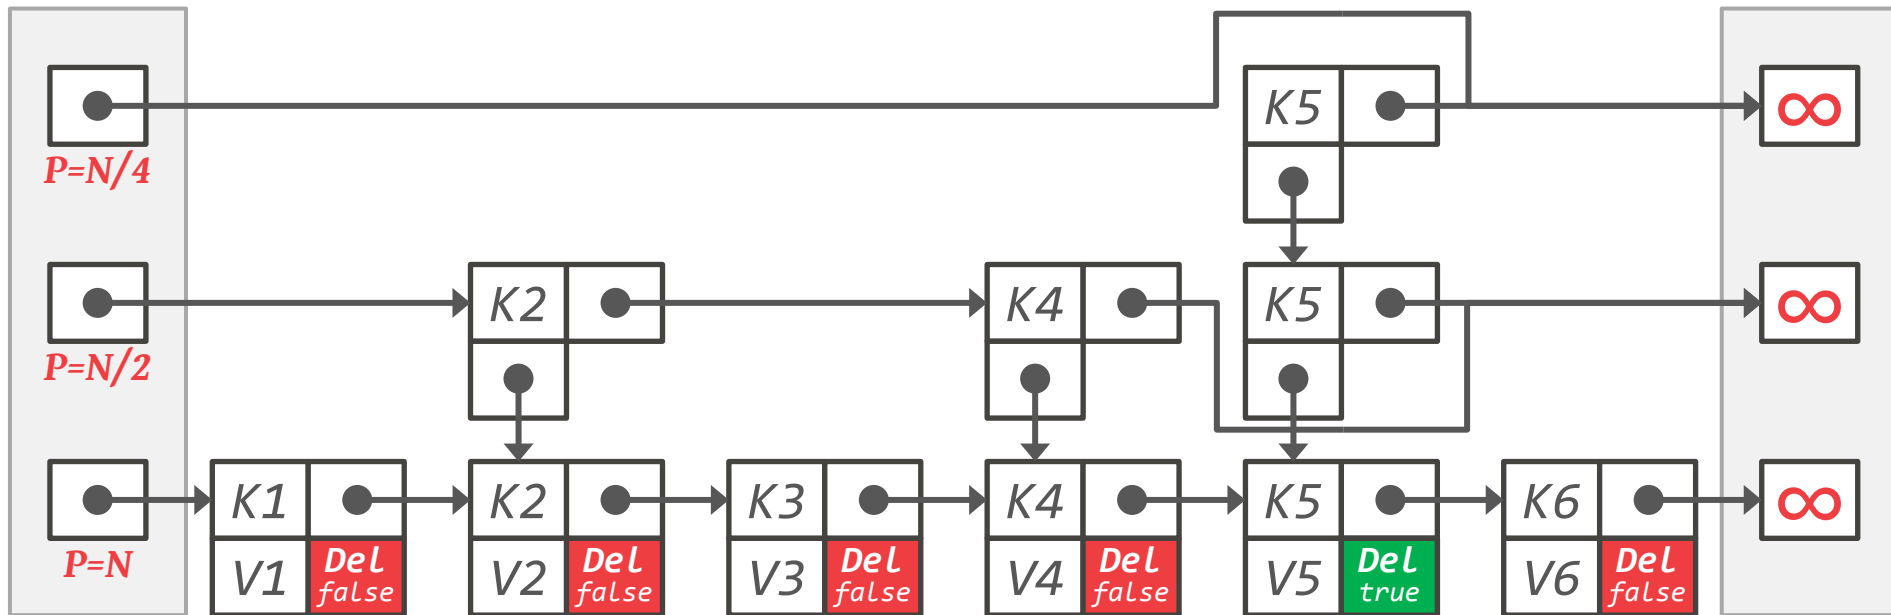 K5
∞
P=N/4
K2
K4
K5
∞
P=N/2
K1
K2
K3
K4
K5
K6
∞
P=N
V1
Del
false
V2
Del
false
V3
Del
false
V4
Del
false
V5
Del
true
V6
Del
false